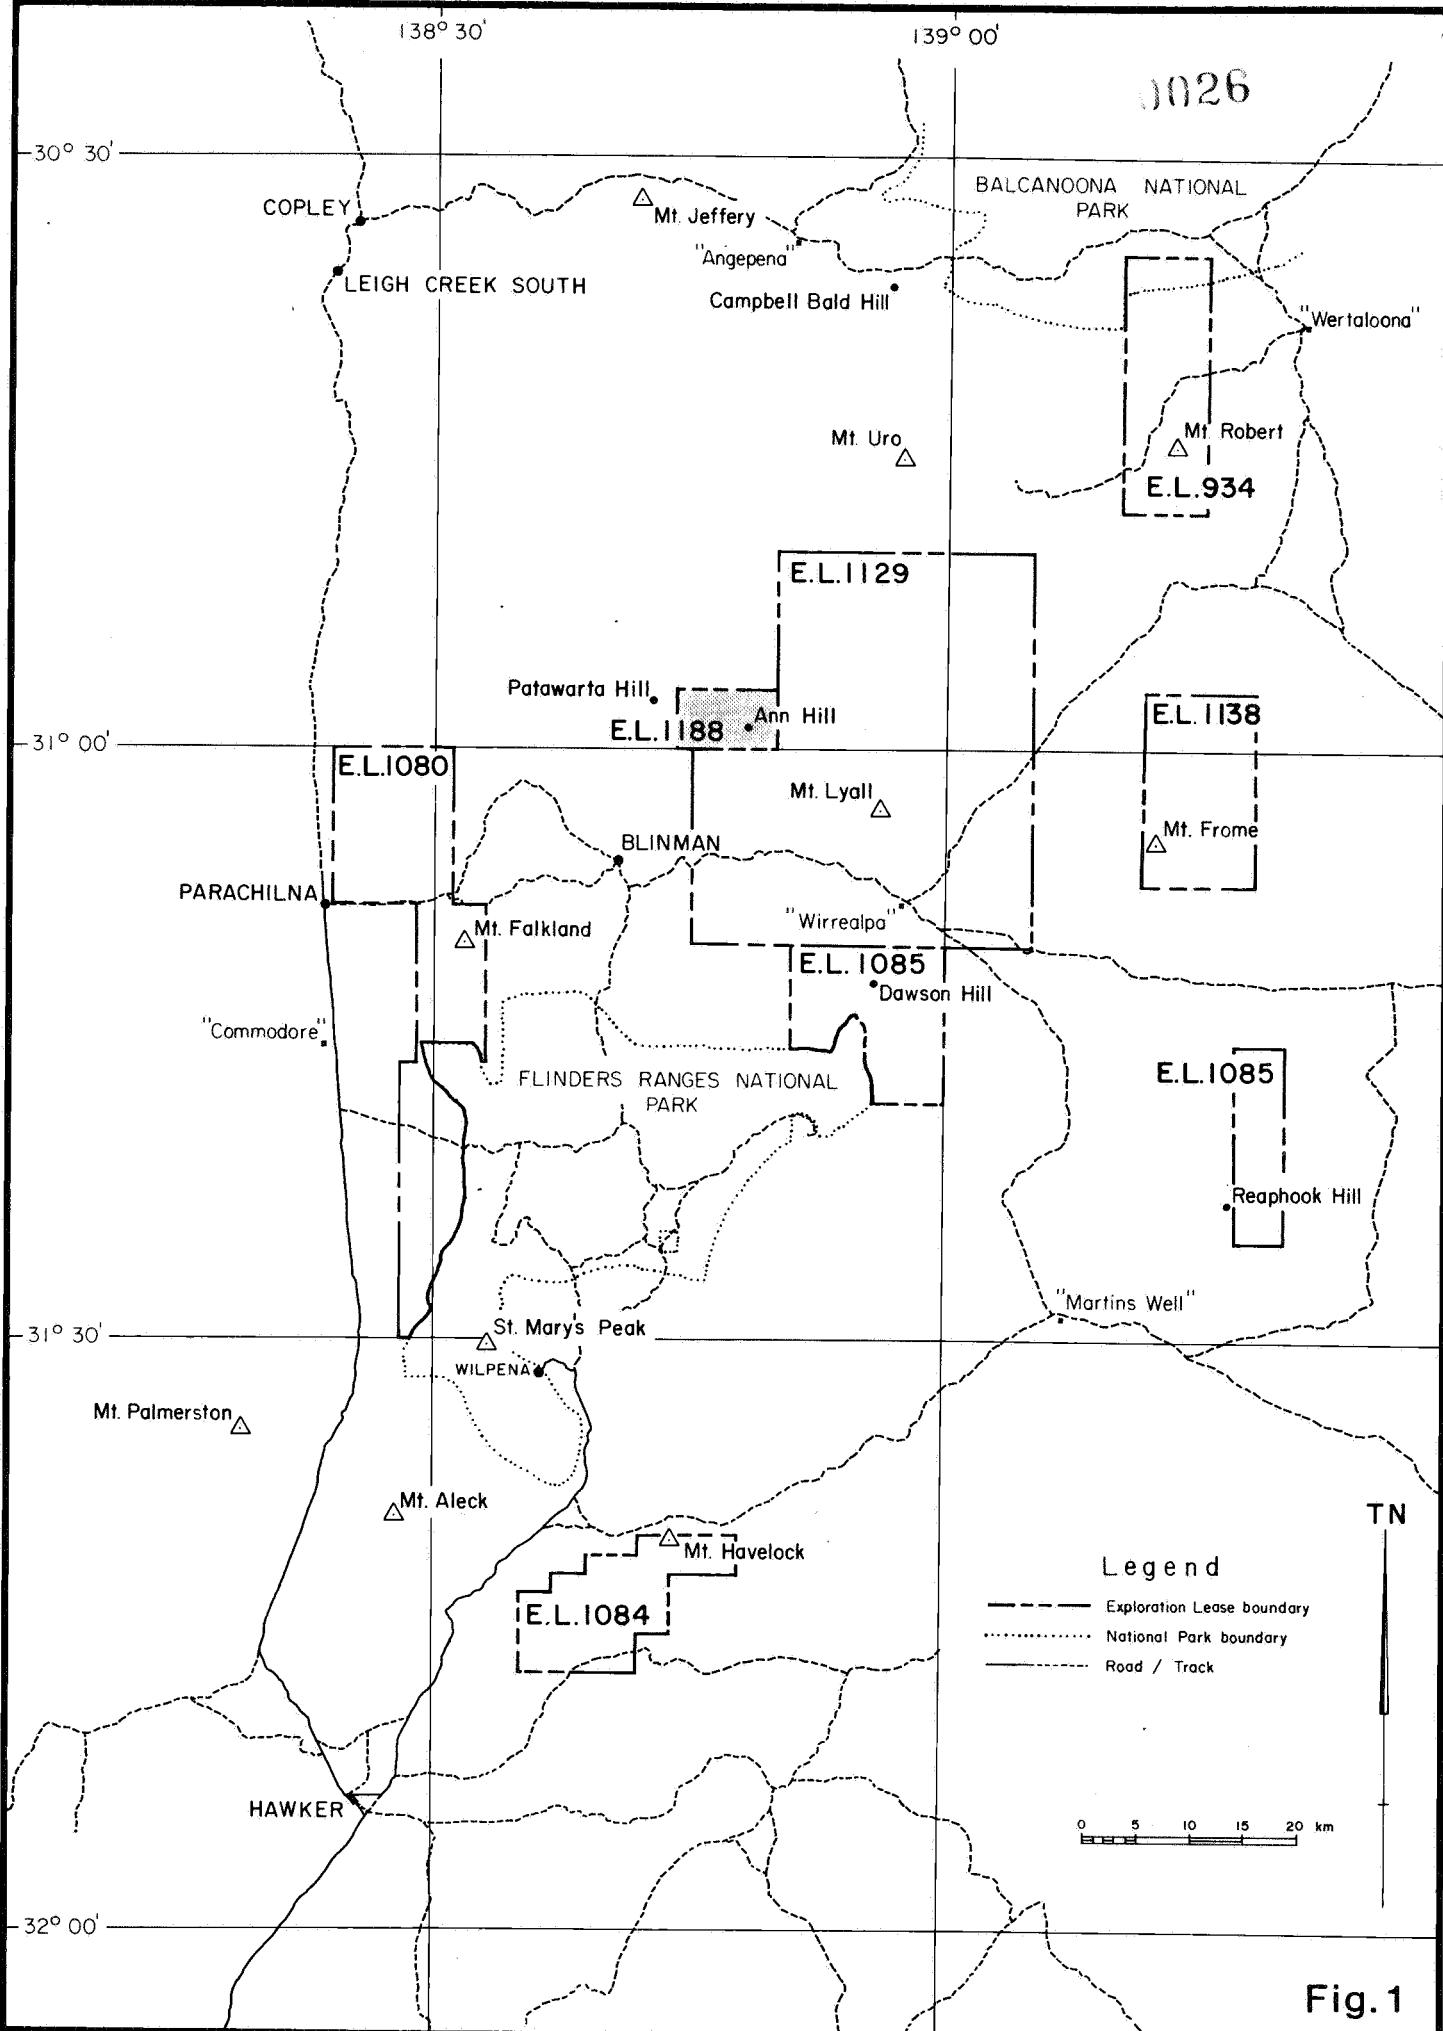 138° 30'
139° 00'
0026
30° 30'
BALCANOONA NATIONAL
PARK
COPLEY
Mt. Jeffery
"Angepena"
LEIGH CREEK SOUTH
Campbell Bald Hill
"Wertaloona"
Mt. Uro
Mt. Robert
E.L.934
E.L.1129
Patawarta Hill
Ann Hill
E.L.1188
E.L.1138
31° 00'
E.L.1080
Mt. Lyall
Mt. Frome
BLINMAN
PARACHILNA
"Wirrealpa"
Mt. Falkland
E.L.1085
Dawson Hill
"Commodore"
FLINDERS RANGES NATIONAL
PARK
E.L.1085
Reaphook Hill
"Martins Well"
31° 30'
St. Mary's Peak
WILPENA
Mt. Palmerston
Mt. Aleck
TN
Mt. Havelock
Legend
E.L.1084
Exploration Lease boundary
National Park boundary
Road / Track
HAWKER
0 5 10 15 20 km
32° 00'
Fig. 1